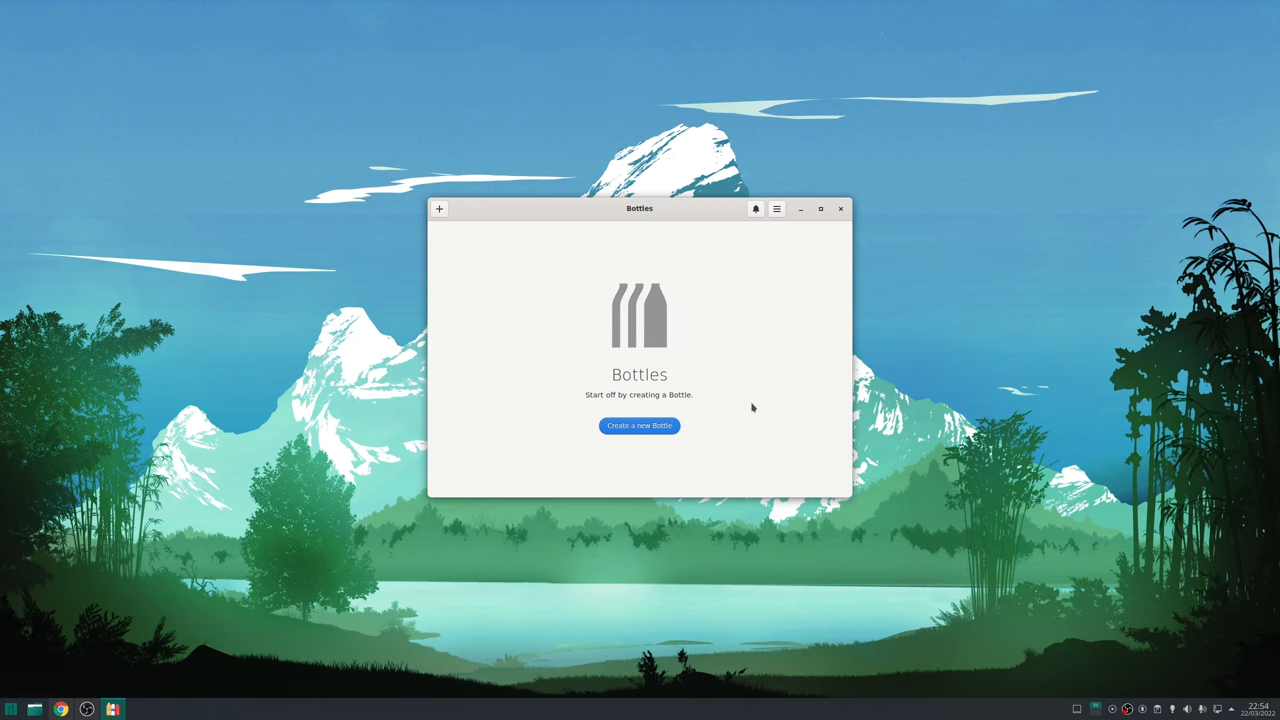 Bottles
Bottles
Start off by creating a Bottle.
Create a new Bottle
22:54
22/03/2022